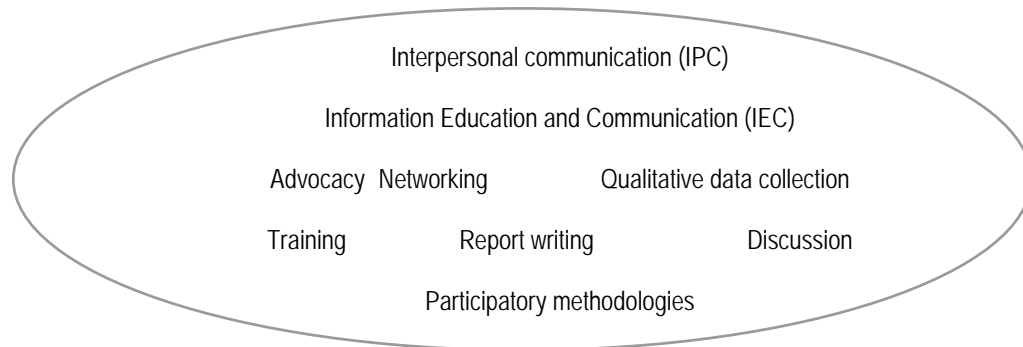 Interpersonal communication (IPC)
Information Education and Communication (IEC)
Advocacy Networking Qualitative data collection
Training Report writing Discussion
Participatory methodologies